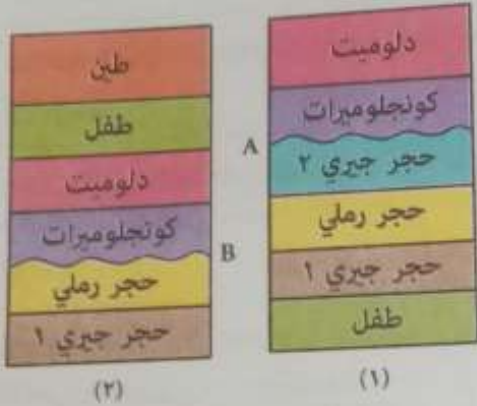 دلوميت
كونجلوميرات
A
حجر جيري ٢
حجر رملي
حجر جيري ١
طفل
(١)
طين
طفل
دلوميت
كونجلوميرات
B
حجر رملي
حجر جيري ١
(٢)